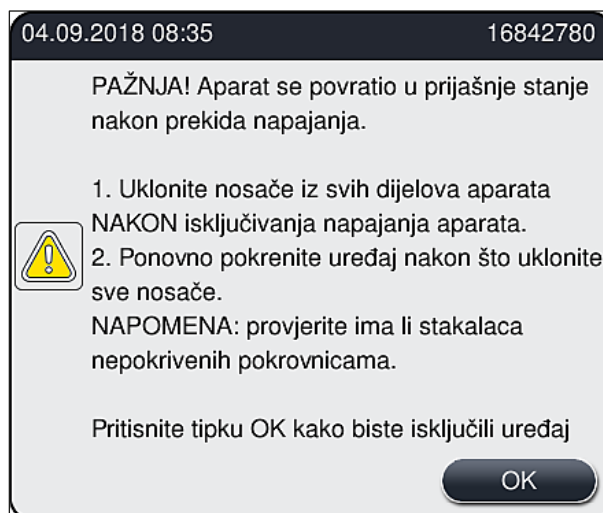 04.09.2018 08:35 16842780
PAŽNJA! Aparat se povratio u prijašnje stanje
nakon prekida napajanja.
1. Uklonite nosače iz svih dijelova aparata
NAKON isključivanja napajanja aparata.
2. Ponovno pokrenite uređaj nakon što uklonite
sve nosače.
NAPOMENA: provjerite ima li stakalaca
nepokrivenih pokrovnicama.
Pritisnite tipku OK kako biste isključili uređaj
OK